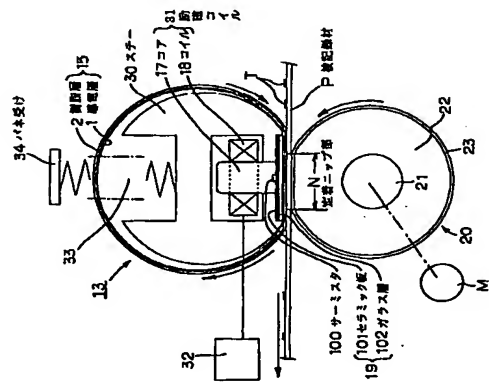 34 バネ受け
33
2 樹脂層
1 導電層
15
30 ステー
17 コア
18 コイル
31 励磁コイル
13
32
T
P 被記録材
N
定着ニップ部
100 サーミスタ
101 セラミック板
102 ガラス層
19
22
23
21
20
M